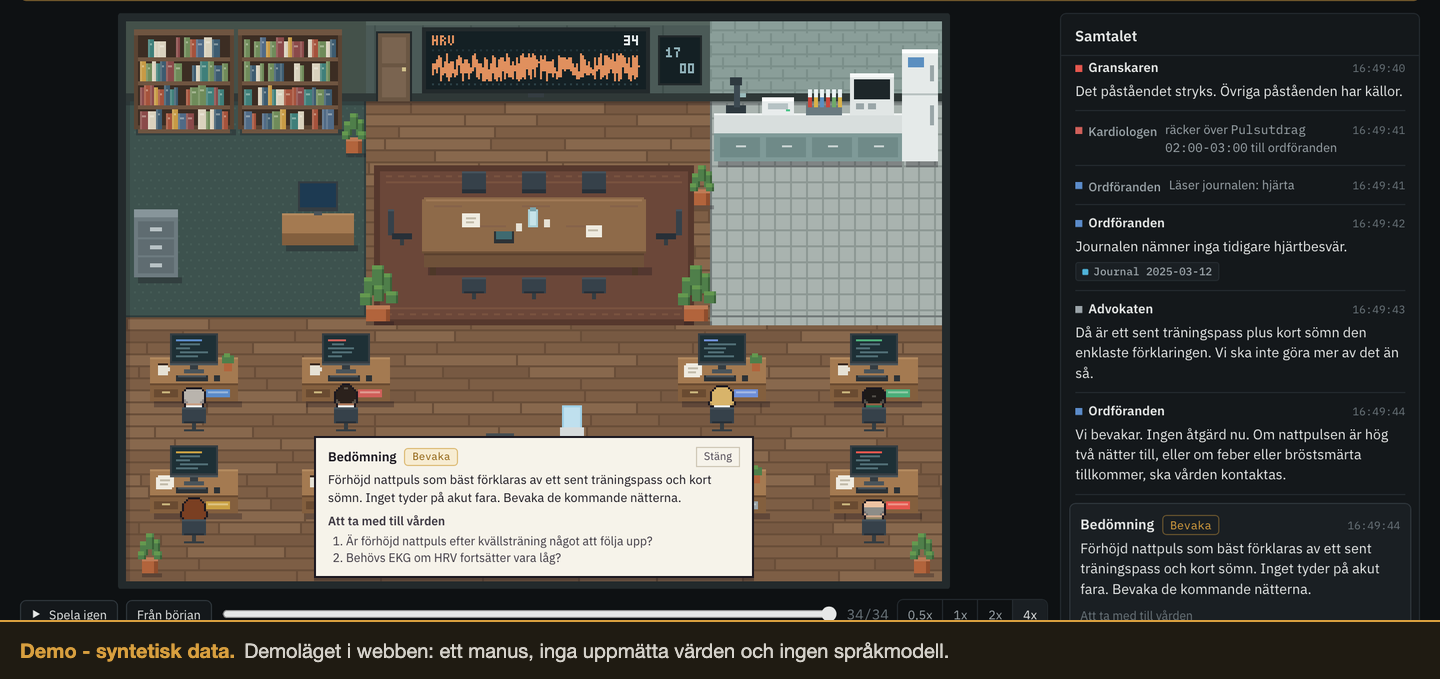 HRV
34
17
00
Bedömning Bevaka Stäng
Förhöjd nattpuls som bäst förklaras av ett sent träningspass och kort
sömn. Inget tyder på akut fara. Bevaka de kommande nätterna.
Att ta med till vården
1. Är förhöjd nattpuls efter kvällsträning något att följa upp?
2. Behövs EKG om HRV fortsätter vara låg?
Spela igen
Från början
34/34
0.5x
1x
2x
4x
Samtalet
Granskaren 16:49:40
Det påståendet stryks. Övriga påståenden har källor.
Kardiologen räcker över Pulsutdrag 16:49:41
02:00-03:00 till ordföranden
Ordföranden Läser journalen: hjärta 16:49:41
Ordföranden 16:49:42
Journalen nämner inga tidigare hjärtbesvär.
Journal 2025-03-12
Advokaten 16:49:43
Då är ett sent träningspass plus kort sömn den
enklaste förklaringen. Vi ska inte göra mer av det än
så.
Ordföranden 16:49:44
Vi bevakar. Ingen åtgärd nu. Om nattpulsen är hög
två nätter till, eller om feber eller bröstsmärta
tillkommer, ska vården kontaktas.
Bedömning Bevaka 16:49:44
Förhöjd nattpuls som bäst förklaras av ett sent
träningspass och kort sömn. Inget tyder på akut
fara. Bevaka de kommande nätterna.
Att ta med till vården
Demo - syntetisk data. Demoläget i webben: ett manus, inga uppmätta värden och ingen språkmodell.